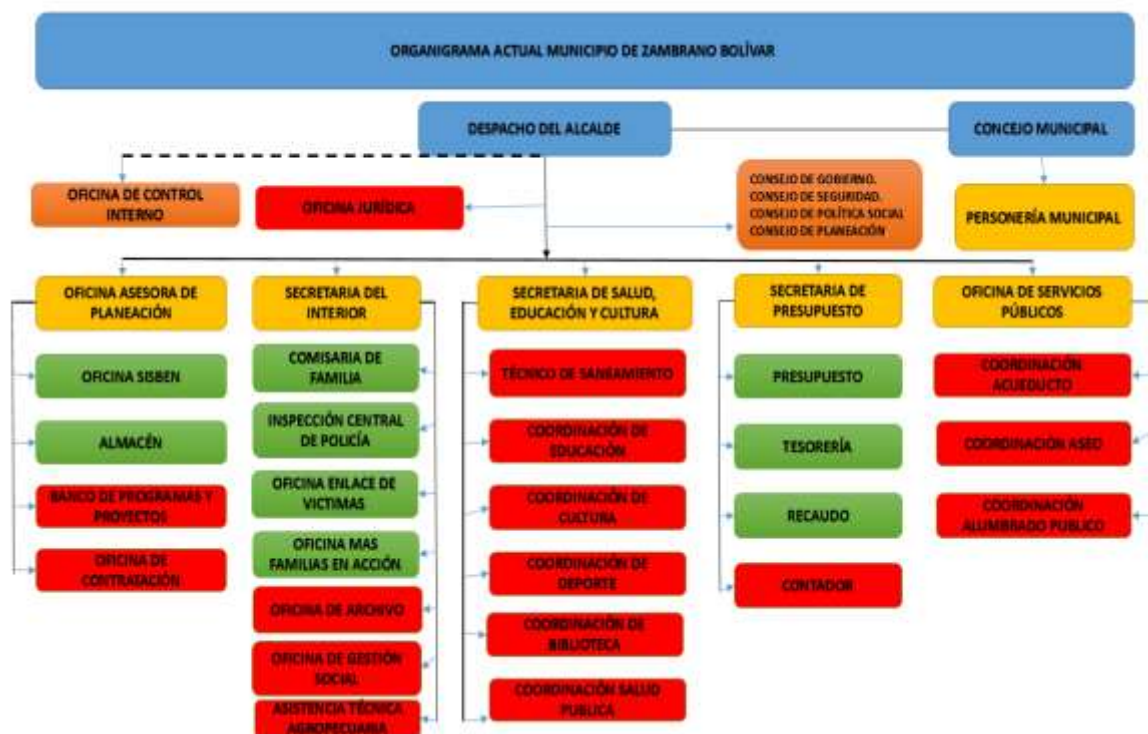 ORGANIGRAMA ACTUAL MUNICIPIO DE ZAMBRANO BOLÍVAR
DESPACHO DEL ALCALDE
CONCEJO MUNICIPAL
OFICINA DE CONTROL
INTERNO
OFICINA JURÍDICA
CONSEJO DE GOBIERNO.
CONSEJO DE SEGURIDAD.
CONSEJO DE POLÍTICA SOCIAL
CONSEJO DE PLANEACIÓN
PERSONERÍA MUNICIPAL
OFICINA ASESORA DE
PLANEACIÓN
OFICINA SISBEN
ALMACÉN
BANCO DE PROGRAMAS Y
PROYECTOS
OFICINA DE
CONTRATACIÓN
SECRETARIA DEL
INTERIOR
COMISARIA DE
FAMILIA
INSPECCIÓN CENTRAL
DE POLICÍA
OFICINA ENLACE DE
VICTIMAS
OFICINA MAS
FAMILIAS EN ACCIÓN
OFICINA DE ARCHIVO
OFICINA DE GESTIÓN
SOCIAL
ASISTENCIA TÉCNICA
AGROPECUARIA
SECRETARIA DE SALUD,
EDUCACIÓN Y CULTURA
TÉCNICO DE SANEAMIENTO
COORDINACIÓN DE
EDUCACIÓN
COORDINACIÓN DE
CULTURA
COORDINACIÓN DE
DEPORTE
COORDINACIÓN DE
BIBLIOTECA
COORDINACIÓN SALUD
PUBLICA
SECRETARIA DE
PRESUPUESTO
PRESUPUESTO
TESORERÍA
RECAUDO
CONTADOR
OFICINA DE SERVICIOS
PÚBLICOS
COORDINACIÓN
ACUEDUCTO
COORDINACIÓN ASEO
COORDINACIÓN
ALUMBRADO PUBLICO